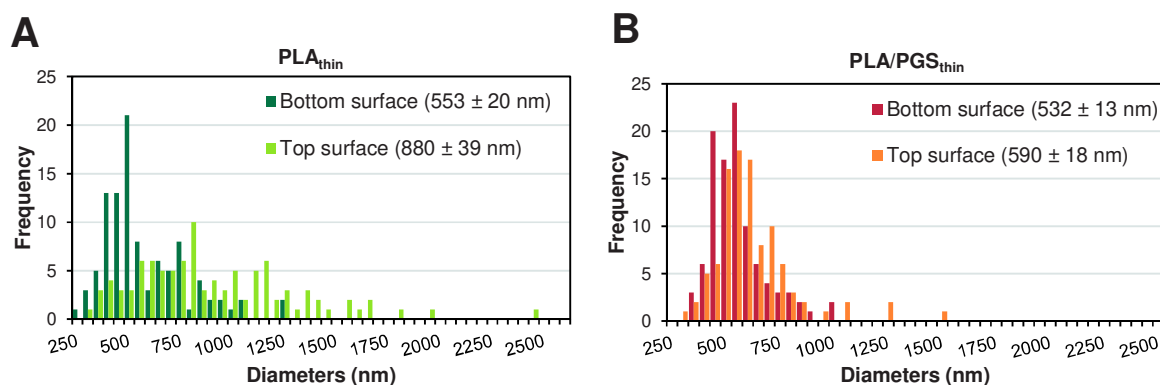 A
PLAthin
25
20
15
10
5
0
Frequency
Bottom surface (553 ± 20 nm)
Top surface (880 ± 39 nm)
250 500 750 1000 1250 1500 1750 2000 2250 2500
Diameters (nm)
B
PLA/PGSthin
25
20
15
10
5
0
Frequency
Bottom surface (532 ± 13 nm)
Top surface (590 ± 18 nm)
250 500 750 1000 1250 1500 1750 2000 2250 2500
Diameters (nm)